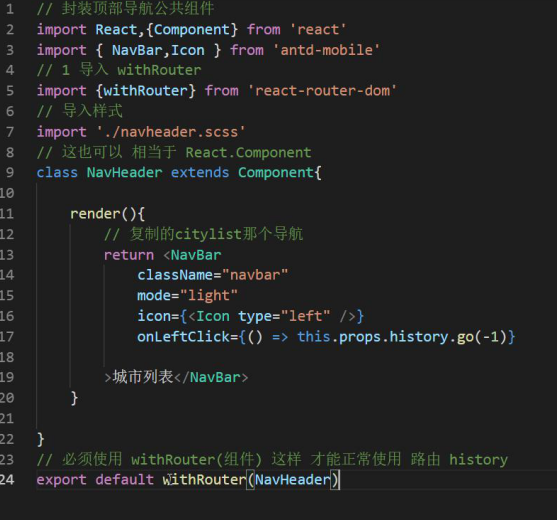 1 // 封装顶部导航公共组件
2 import React,{Component} from 'react'
3 import { NavBar,Icon } from 'antd-mobile'
4 // 1 导入 withRouter
5 import {withRouter} from 'react-router-dom'
6 // 导入样式
7 import './navheader.scss'
8 // 这也可以 相当于 React.Component
9 class NavHeader extends Component{
10
11 render(){
12 // 复制的citylist那个导航
13 return <NavBar
14 className="navbar"
15 mode="light"
16 icon={<Icon type="left" />}
17 onLeftClick={() => this.props.history.go(-1)}
18
19 >城市列表</NavBar>
20 }
21
22 }
23 // 必须使用 withRouter(组件) 这样 才能正常使用 路由 history
24 export default withRouter(NavHeader)